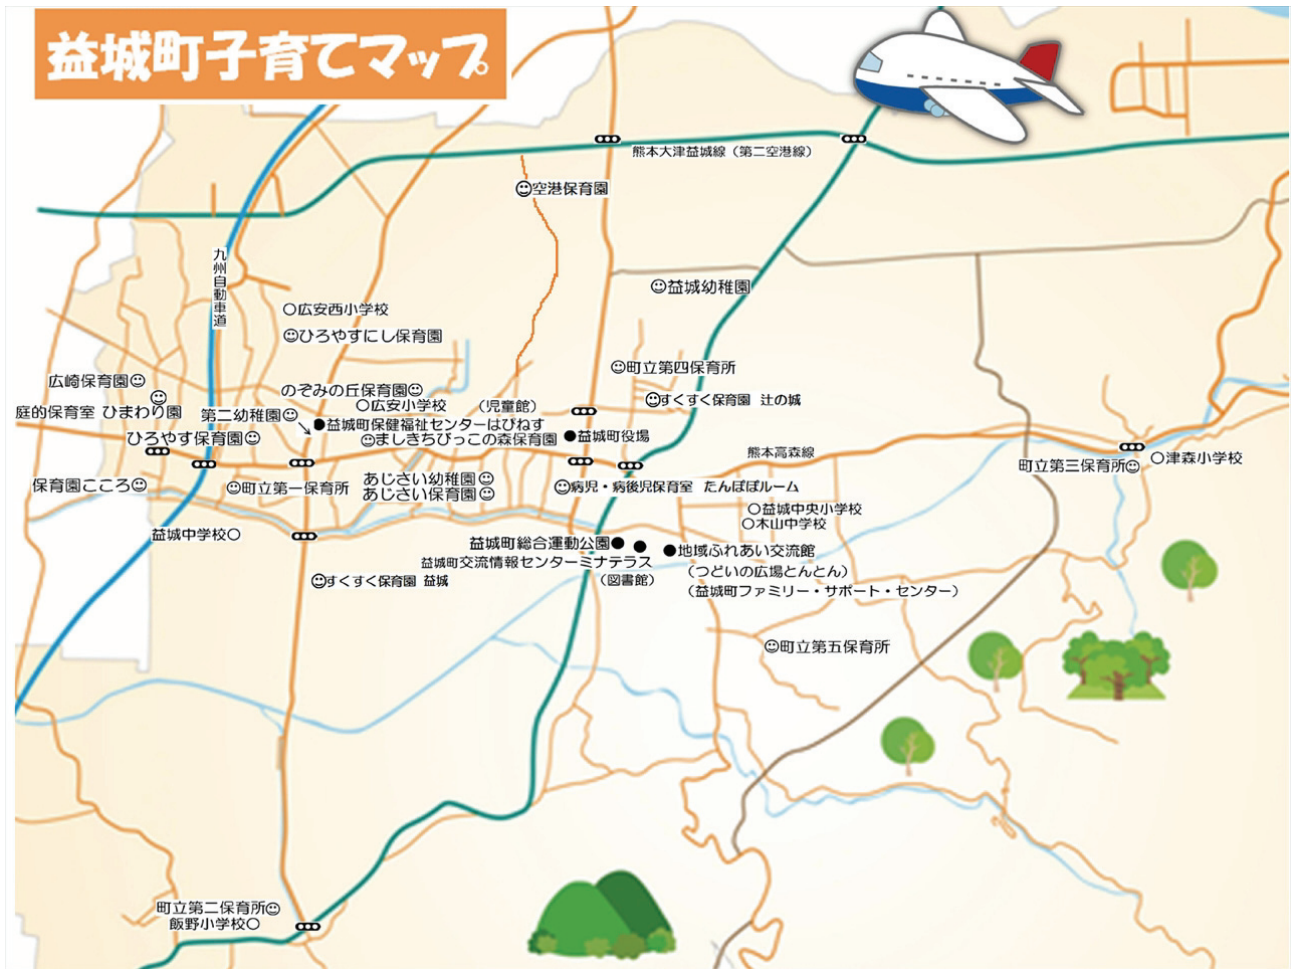 益城町子育てマップ
熊本大津益城線（第二空港線）
空港保育園
九州自動車道
益城幼稚園
広安西小学校
ひろやすにし保育園
町立第四保育所
広崎保育園
のぞみの丘保育園
すくすく保育園 辻の城
庭的保育室 ひまわり園
広安小学校
（児童館）
第二幼稚園
益城町保健福祉センターはぴねす
ひろやす保育園
ましきちびっこの森保育園
益城町役場
熊本高森線
町立第三保育所
津森小学校
保育園こころ
町立第一保育所
あじさい幼稚園
あじさい保育園
病児・病後児保育室 たんぽぽルーム
益城中央小学校
木山中学校
益城中学校
益城町総合運動公園
地域ふれあい交流館
益城町交流情報センターミナテラス
（図書館）
（つどいの広場とんとん）
（益城町ファミリー・サポート・センター）
すくすく保育園 益城
町立第五保育所
町立第二保育所
飯野小学校